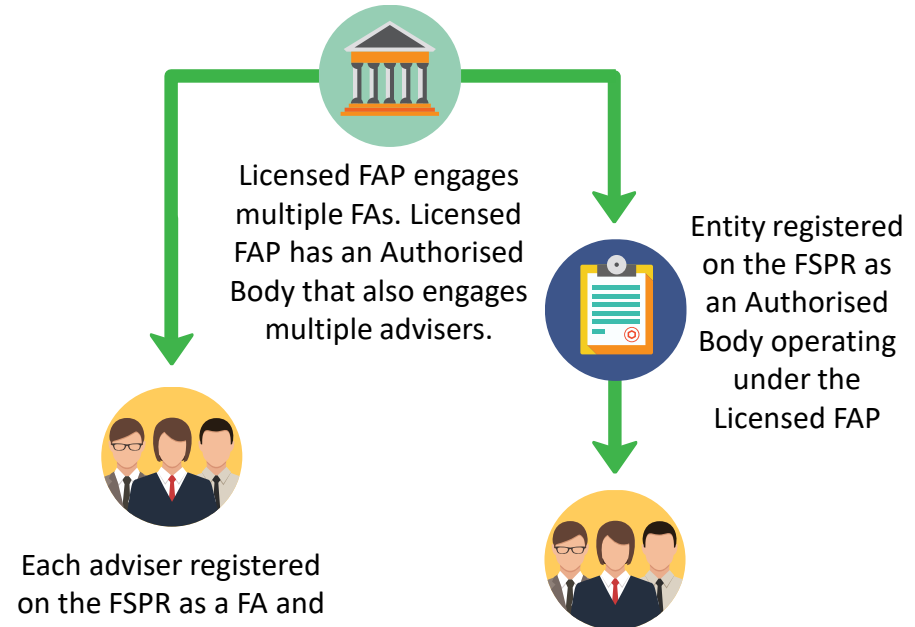 Licensed FAP engages
multiple FAs. Licensed
FAP has an Authorised
Body that also engages
multiple advisers.
Entity registered
on the FSPR as
an Authorised
Body operating
under the
Licensed FAP
Each adviser registered
on the FSPR as a FA and